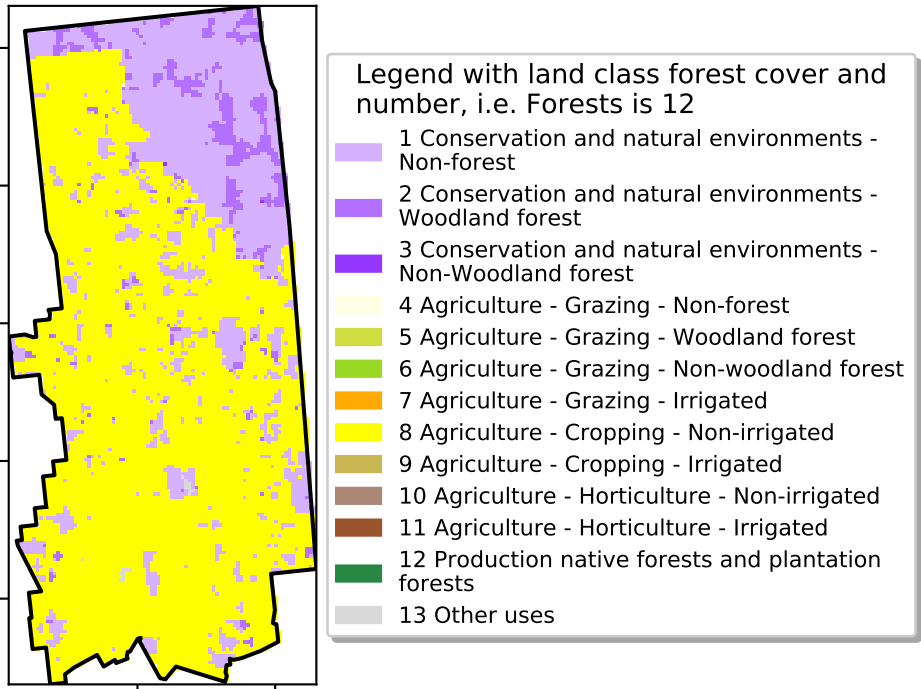 Legend with land class forest cover and
number, i.e. Forests is 12
1 Conservation and natural environments -
Non-forest
2 Conservation and natural environments -
Woodland forest
3 Conservation and natural environments -
Non-Woodland forest
4 Agriculture - Grazing - Non-forest
5 Agriculture - Grazing - Woodland forest
6 Agriculture - Grazing - Non-woodland forest
7 Agriculture - Grazing - Irrigated
8 Agriculture - Cropping - Non-irrigated
9 Agriculture - Cropping - Irrigated
10 Agriculture - Horticulture - Non-irrigated
11 Agriculture - Horticulture - Irrigated
12 Production native forests and plantation
forests
13 Other uses